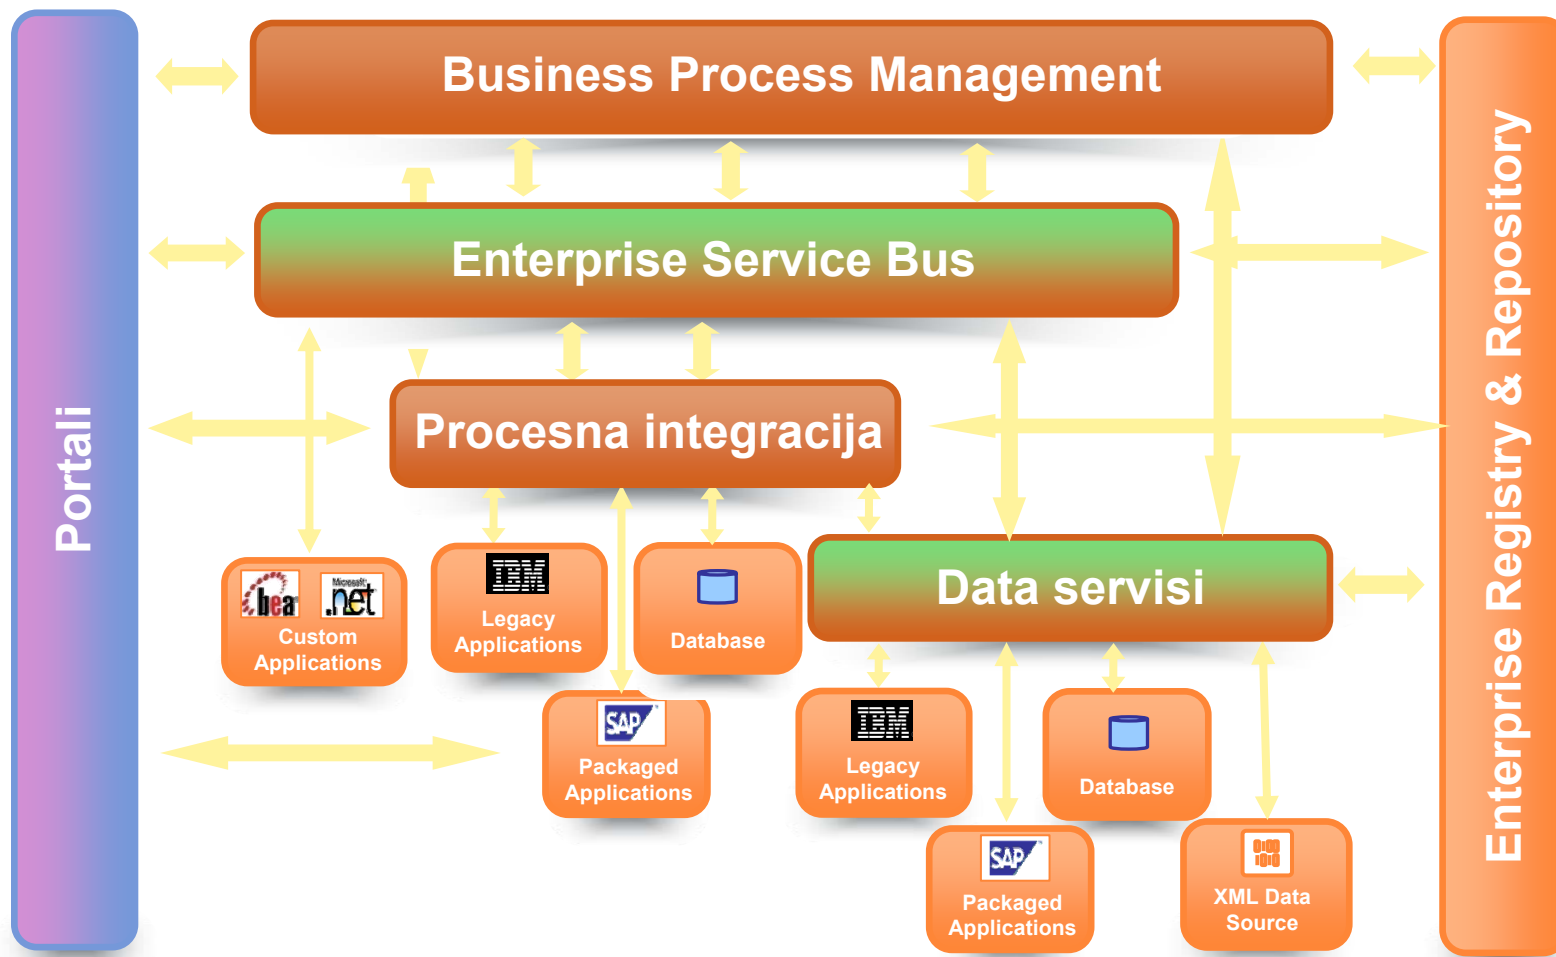 Portali
Business Process Management
Enterprise Service Bus
Procesna integracija
Data servisi
Enterprise Registry & Repository
bea
Microsoft
.net
Custom
Applications
IBM
Legacy
Applications
Database
SAP
Packaged
Applications
IBM
Legacy
Applications
Database
SAP
Packaged
Applications
XML Data
Source